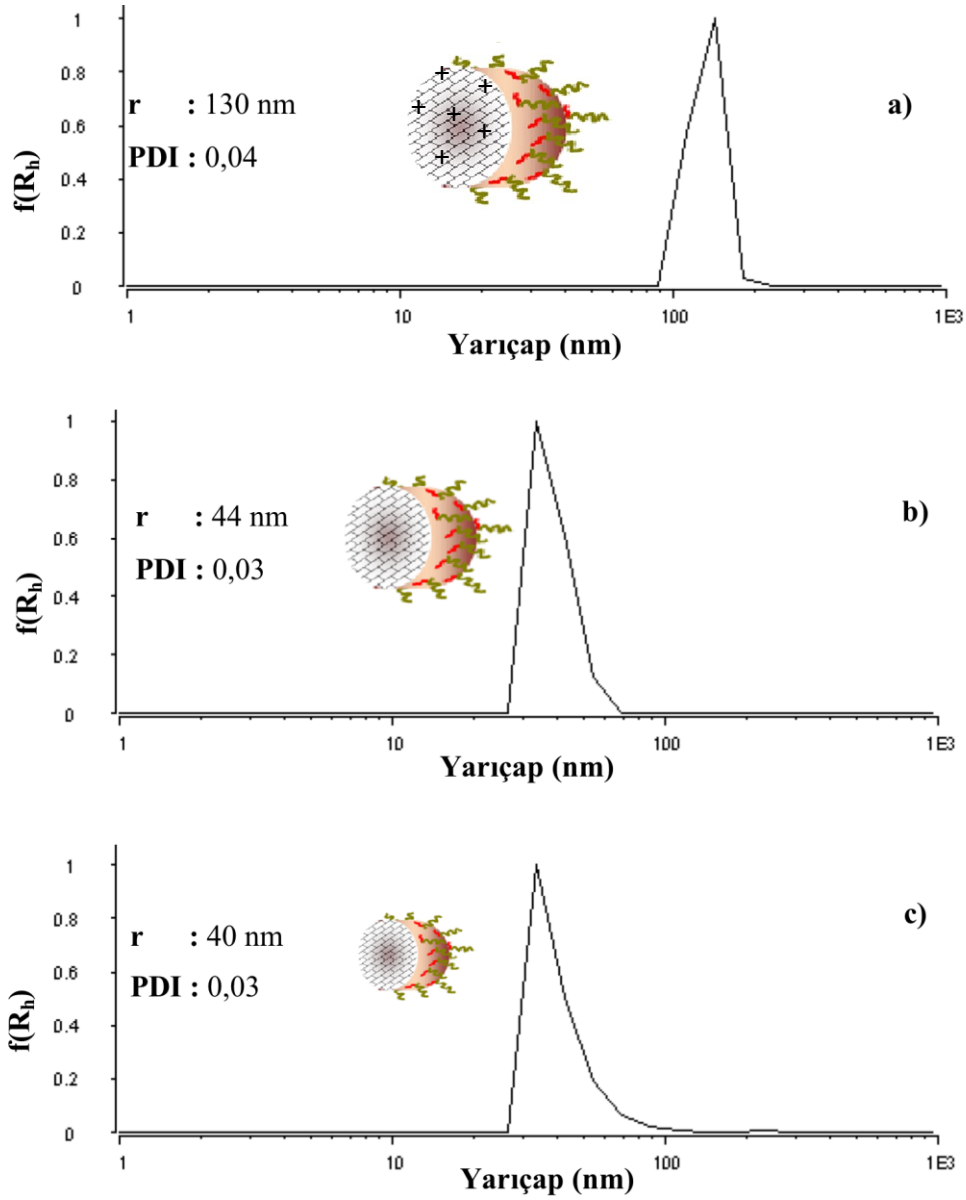 a)
r : 130 nm
PDI : 0,04
f(Rh)
1
0.8
0.6
0.4
0.2
0
1 10 100 1E3
Yarıçap (nm)
b)
r : 44 nm
PDI : 0,03
f(Rh)
1
0.8
0.6
0.4
0.2
0
1 10 100 1E3
Yarıçap (nm)
c)
r : 40 nm
PDI : 0,03
f(Rh)
1
0.8
0.6
0.4
0.2
0
1 10 100 1E3
Yarıçap (nm)